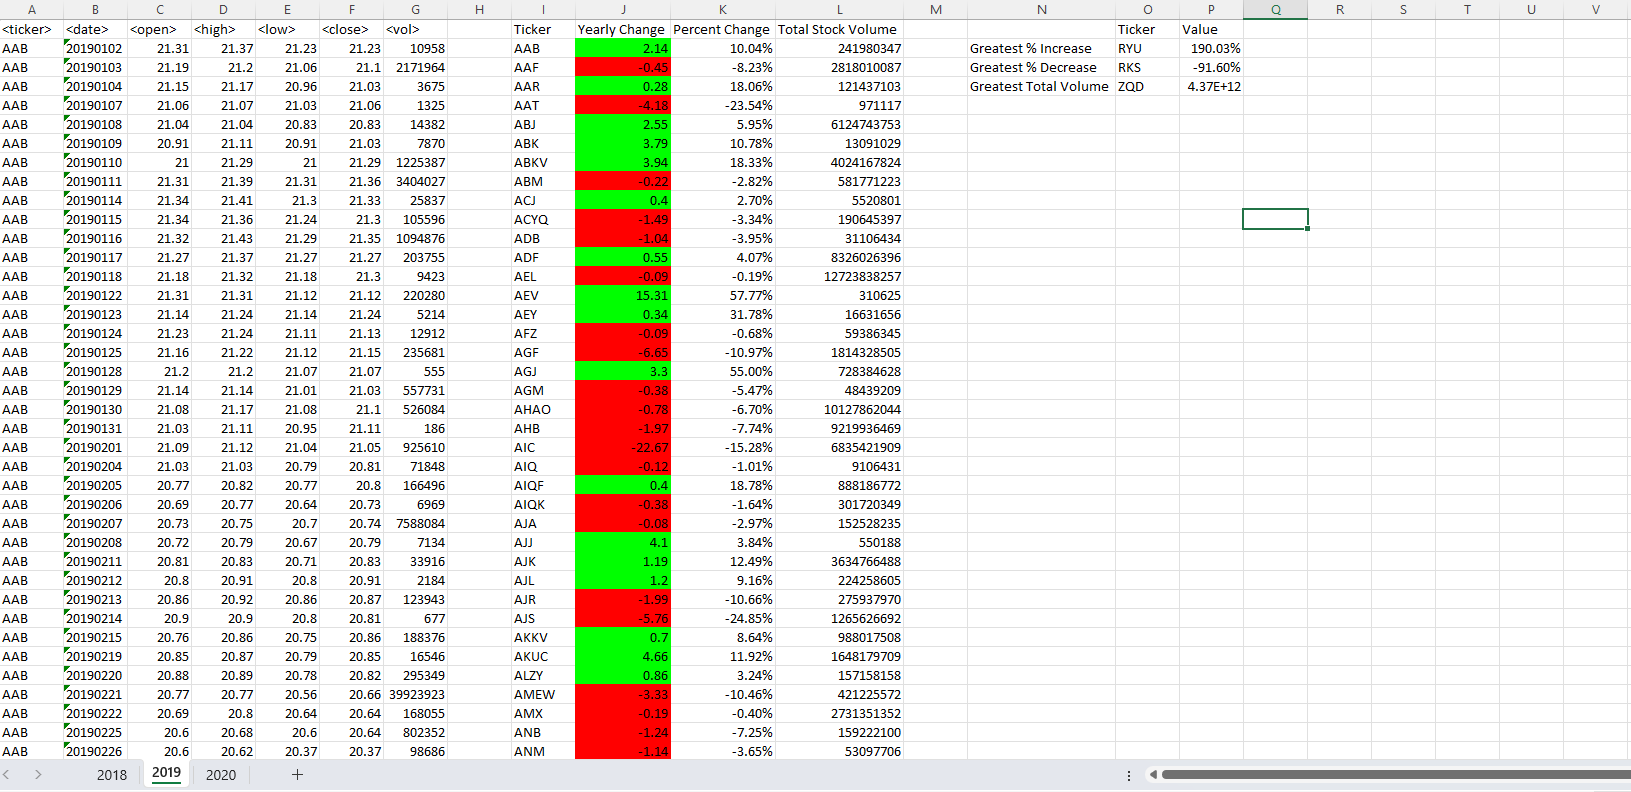 A B C D E F G H I J K L M N O P Q R S T U V
<ticker> <date> <open> <high> <low> <close> <vol> Ticker Yearly Change Percent Change Total Stock Volume Ticker Value
AAB 20190102 21.31 21.37 21.23 21.23 10958 AAB 2.14 10.04% 241980347 Greatest % Increase RYU 190.03%
AAB 20190103 21.19 21.2 21.06 21.1 2171964 AAF -0.45 -8.23% 2818010087 Greatest % Decrease RKS -91.60%
AAB 20190104 21.15 21.17 20.96 21.03 3675 AAR 0.28 18.06% 121437103 Greatest Total Volume ZQD 4.37E+12
AAB 20190107 21.06 21.07 21.03 21.06 1325 AAT -4.18 -23.54% 971117
AAB 20190108 21.04 21.04 20.83 20.83 14382 ABJ 2.55 5.95% 6124743753
AAB 20190109 20.91 21.11 20.91 21.03 7870 ABK 3.79 10.78% 13091029
AAB 20190110 21 21.29 21 21.29 1225387 ABKV 3.94 18.33% 4024167824
AAB 20190111 21.31 21.39 21.31 21.36 3404027 ABM -0.22 -2.82% 581771223
AAB 20190114 21.34 21.41 21.3 21.33 25837 ACJ 0.4 2.70% 5520801
AAB 20190115 21.34 21.36 21.24 21.3 105596 ACYQ -1.49 -3.34% 190645397
AAB 20190116 21.32 21.43 21.29 21.35 1094876 ADB -1.04 -3.95% 31106434
AAB 20190117 21.27 21.37 21.27 21.27 203755 ADF 0.55 4.07% 8326026396
AAB 20190118 21.18 21.32 21.18 21.3 9423 AEL -0.09 -0.19% 12723838257
AAB 20190122 21.31 21.31 21.12 21.12 220280 AEV 15.31 57.77% 310625
AAB 20190123 21.14 21.24 21.14 21.24 5214 AEY 0.34 31.78% 16631656
AAB 20190124 21.23 21.24 21.11 21.13 12912 AFZ -0.09 -0.68% 59386345
AAB 20190125 21.16 21.22 21.12 21.15 235681 AGF -6.65 -10.97% 1814328505
AAB 20190128 21.2 21.2 21.07 21.07 555 AGJ 3.3 55.00% 728384628
AAB 20190129 21.14 21.14 21.01 21.03 557731 AGM -0.38 -5.47% 48439209
AAB 20190130 21.08 21.17 21.08 21.1 526084 AHAO -0.78 -6.70% 10127862044
AAB 20190131 21.03 21.11 20.95 21.11 186 AHB -1.97 -7.74% 9219936469
AAB 20190201 21.09 21.12 21.04 21.05 925610 AIC -22.67 -15.28% 6835421909
AAB 20190204 21.03 21.03 20.79 20.81 71848 AIQ -0.12 -1.01% 9106431
AAB 20190205 20.77 20.82 20.77 20.8 166496 AIQF 0.4 18.78% 888186772
AAB 20190206 20.69 20.77 20.64 20.73 6969 AIQK -0.38 -1.64% 301720349
AAB 20190207 20.73 20.75 20.7 20.74 7588084 AJA -0.08 -2.97% 152528235
AAB 20190208 20.72 20.79 20.67 20.79 7134 AJJ 4.1 3.84% 550188
AAB 20190211 20.81 20.83 20.71 20.83 33916 AJK 1.19 12.49% 3634766488
AAB 20190212 20.8 20.91 20.8 20.91 2184 AJL 1.2 9.16% 224258605
AAB 20190213 20.86 20.92 20.86 20.87 123943 AJR -1.99 -10.66% 275937970
AAB 20190214 20.9 20.9 20.8 20.81 677 AJS -5.76 -24.85% 1265626692
AAB 20190215 20.76 20.86 20.75 20.86 188376 AKKV 0.7 8.64% 988017508
AAB 20190219 20.85 20.87 20.79 20.85 16546 AKUC 4.66 11.92% 1648179709
AAB 20190220 20.88 20.89 20.78 20.82 295349 ALZY 0.86 3.24% 157158158
AAB 20190221 20.77 20.77 20.56 20.66 39923923 AMEW -3.33 -10.46% 421225572
AAB 20190222 20.69 20.8 20.64 20.64 168055 AMX -0.19 -0.40% 2731351352
AAB 20190225 20.6 20.68 20.6 20.64 802352 ANB -1.24 -7.25% 159222100
AAB 20190226 20.6 20.62 20.37 20.37 98686 ANM -1.14 -3.65% 53097706
2018 2019 2020